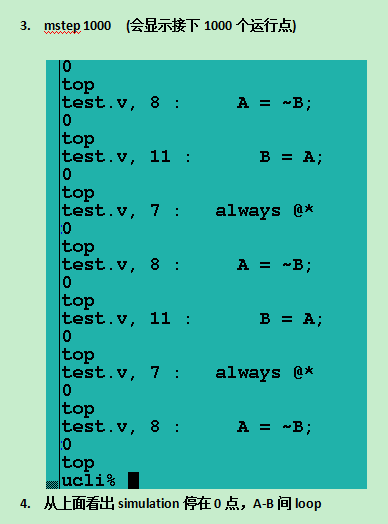 3. mstep 1000 (会显示接下 1000 个运行点)
0
top
test.v, 8 :     A = ~B;
0
top
test.v, 11 :      B = A;
0
top
test.v, 7 :   always @*
0
top
test.v, 8 :     A = ~B;
0
top
test.v, 11 :      B = A;
0
top
test.v, 7 :   always @*
0
top
test.v, 8 :     A = ~B;
0
top
ucli%
4. 从上面看出 simulation 停在 0 点，A-B 间 loop